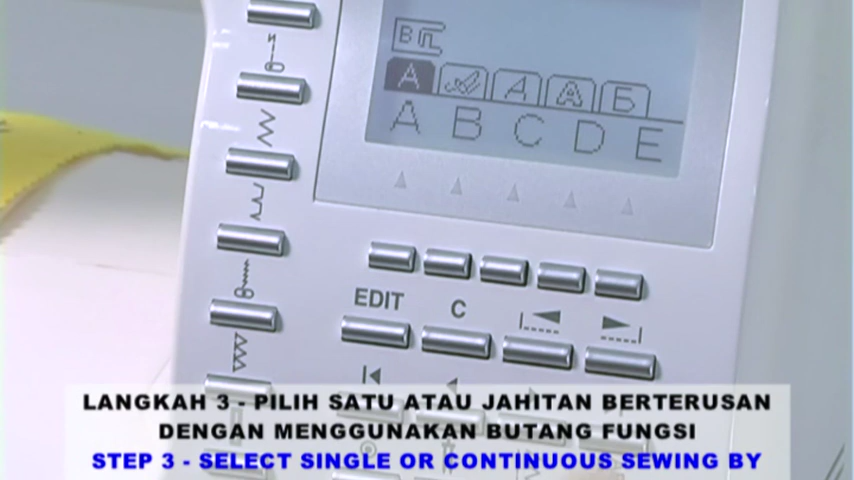 B
A A A Б
A B C D E
EDIT C
LANGKAH 3 - PILIH SATU ATAU JAHITAN BERTERUSAN
DENGAN MENGGUNAKAN BUTANG FUNGSI
STEP 3 - SELECT SINGLE OR CONTINUOUS SEWING BY